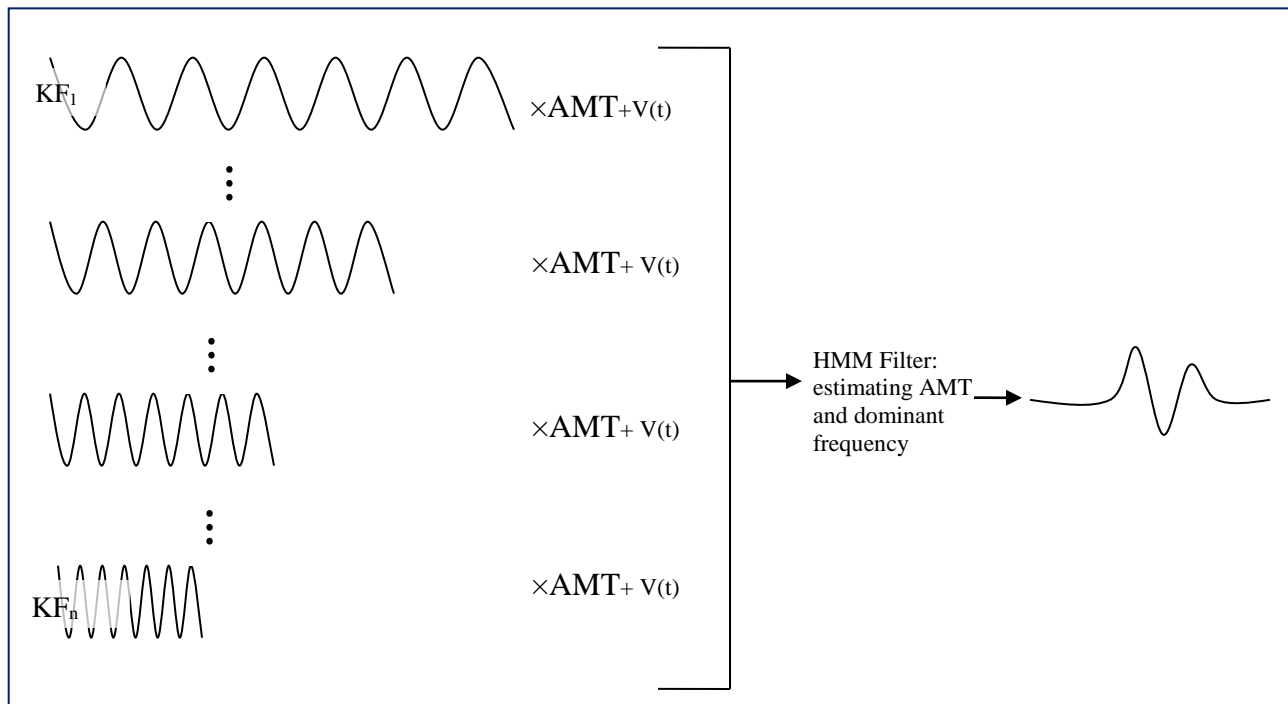 KF₁
×AMT+V(t)
×AMT+ V(t)
×AMT+ V(t)
KFₙ
×AMT+ V(t)
HMM Filter:
estimating AMT
and dominant
frequency